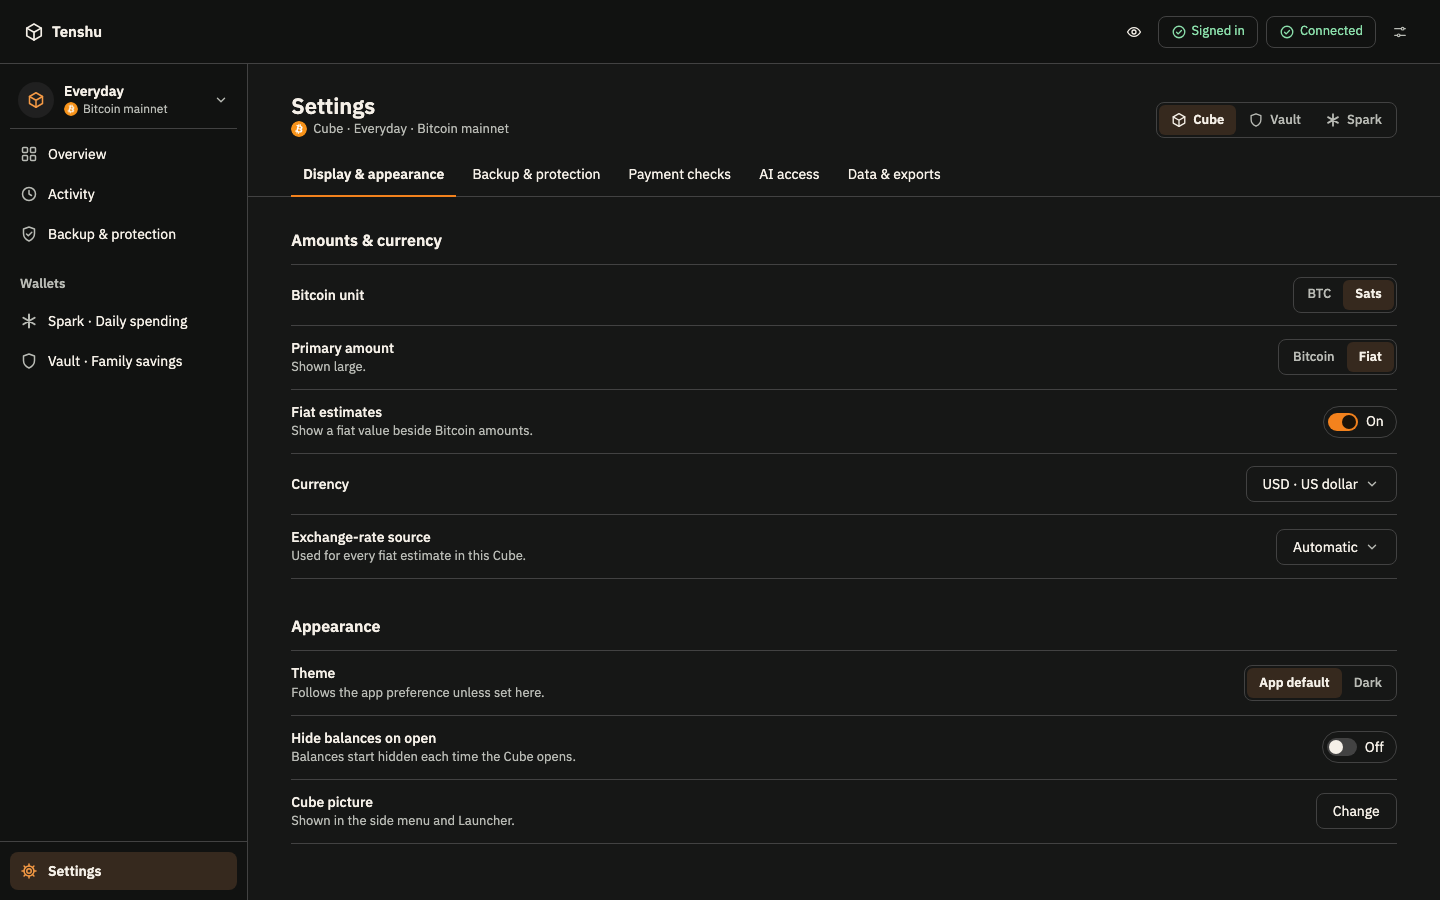 Tenshu
Signed in
Connected
Everyday
Bitcoin mainnet
Overview
Activity
Backup & protection
Wallets
Spark · Daily spending
Vault · Family savings
Settings
Settings
Cube · Everyday · Bitcoin mainnet
Cube
Vault
Spark
Display & appearance
Backup & protection
Payment checks
AI access
Data & exports
Amounts & currency
Bitcoin unit
BTC
Sats
Primary amount
Shown large.
Bitcoin
Fiat
Fiat estimates
Show a fiat value beside Bitcoin amounts.
On
Currency
USD · US dollar
Exchange-rate source
Used for every fiat estimate in this Cube.
Automatic
Appearance
Theme
Follows the app preference unless set here.
App default
Dark
Hide balances on open
Balances start hidden each time the Cube opens.
Off
Cube picture
Shown in the side menu and Launcher.
Change